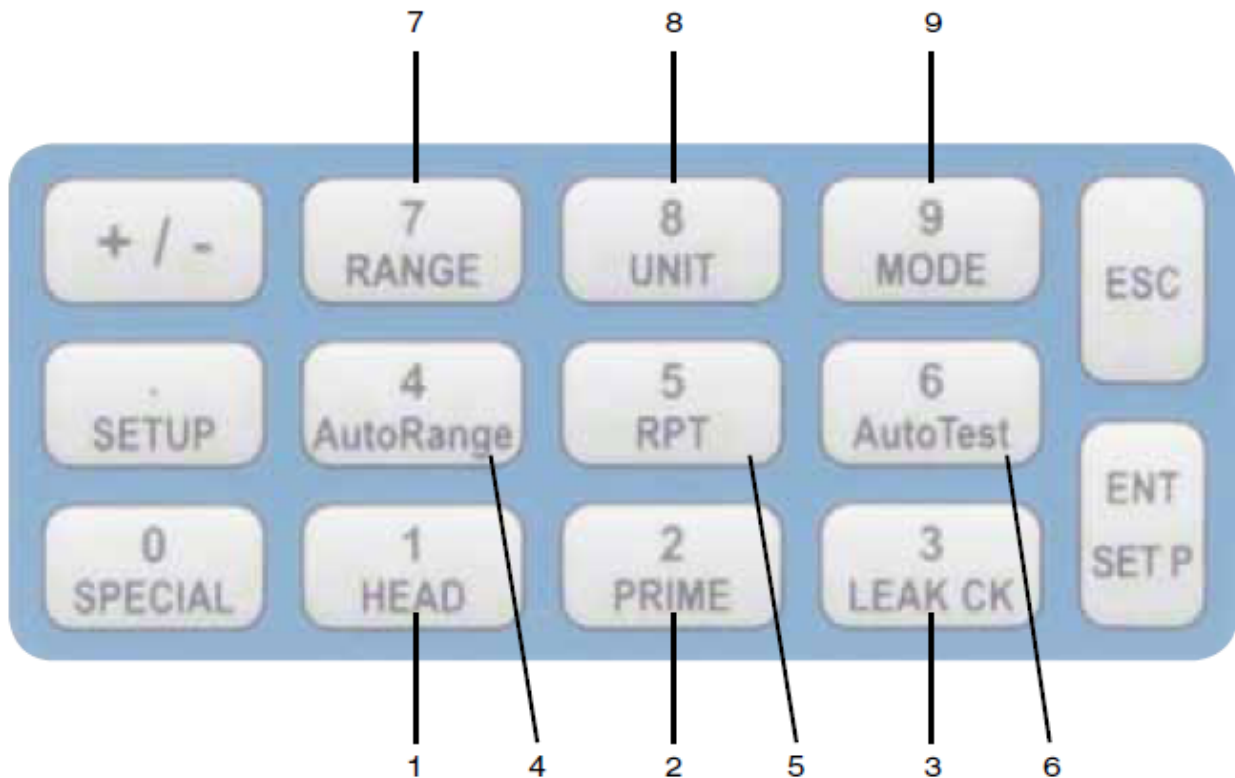 7 8 9
+ / -
7
RANGE
8
UNIT
9
MODE
ESC
.
SETUP
4
AutoRange
5
RPT
6
AutoTest
ENT
SET P
0
SPECIAL
1
HEAD
2
PRIME
3
LEAK CK
1 4 2 5 3 6